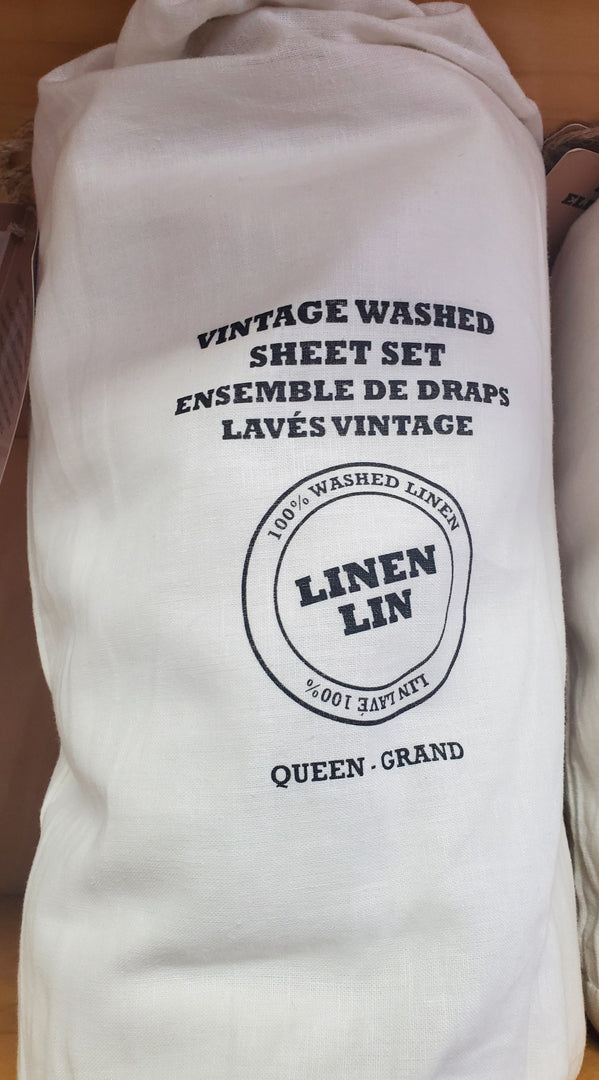 VINTAGE WASHED
SHEET SET
ENSEMBLE DE DRAPS
LAVÉS VINTAGE
100% WASHED LINEN
LINEN
LIN
LIN LAVÉ 100%
QUEEN - GRAND